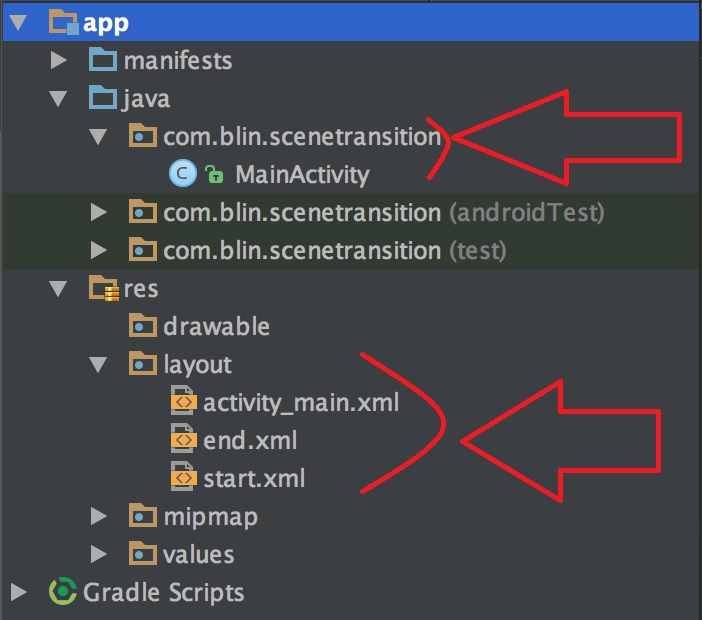 app
manifests
java
com.blin.scenetransition
C MainActivity
com.blin.scenetransition (androidTest)
com.blin.scenetransition (test)
res
drawable
layout
activity_main.xml
end.xml
start.xml
mipmap
values
Gradle Scripts